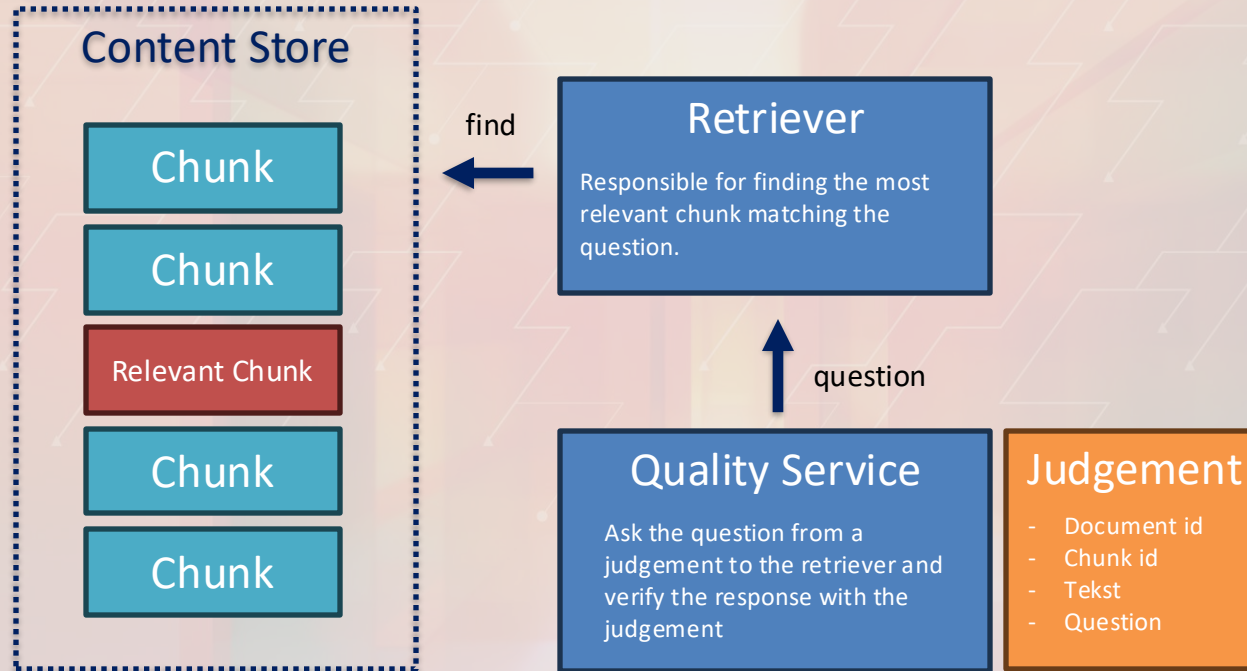 Content Store
Chunk
Chunk
Relevant Chunk
Chunk
Chunk
find
Retriever
Responsible for finding the most
relevant chunk matching the
question.
question
Quality Service
Ask the question from a
judgement to the retriever and
verify the response with the
judgement
Judgement
- Document id
- Chunk id
- Tekst
- Question